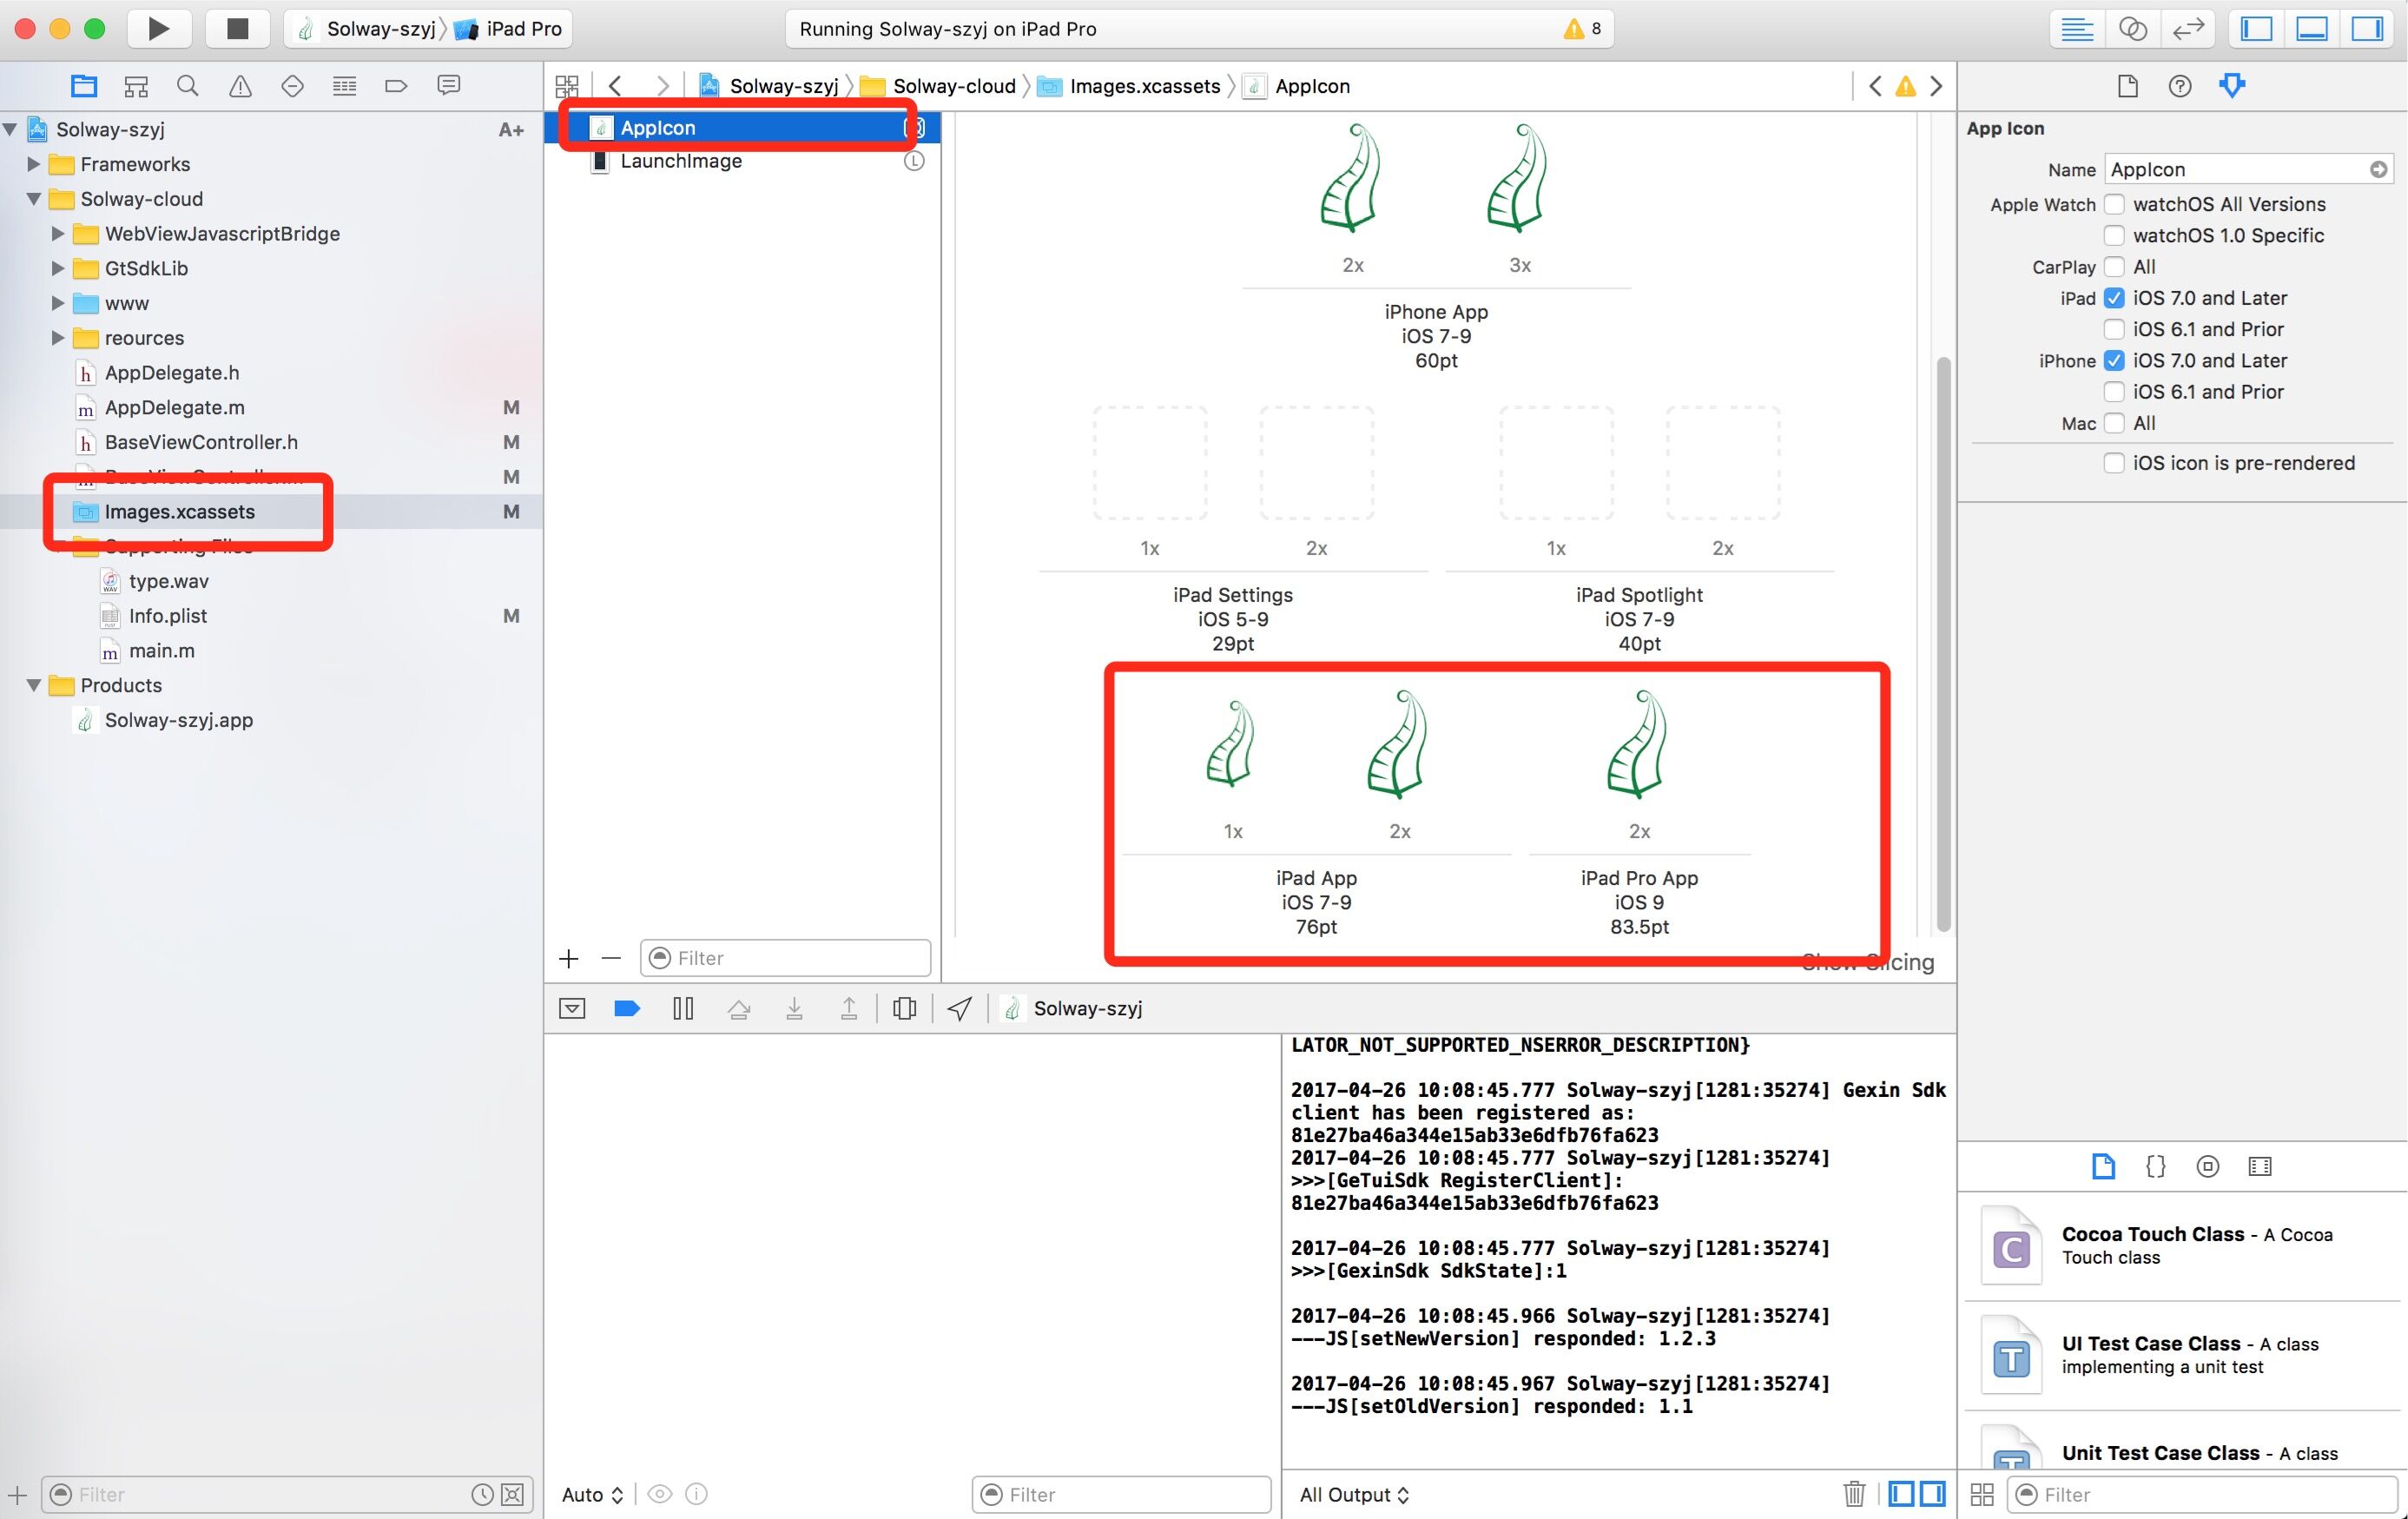 Solway-szyj
iPad Pro
Running Solway-szyj on iPad Pro
8
Solway-szyj
Solway-cloud
Images.xcassets
AppIcon
Solway-szyj
A+
Frameworks
Solway-cloud
WebViewJavascriptBridge
GtSdkLib
www
reources
AppDelegate.h
AppDelegate.m
M
BaseViewController.h
M
BaseViewController.m
M
Images.xcassets
M
Supporting Files
type.wav
Info.plist
M
main.m
Products
Solway-szyj.app
Filter
AppIcon
LaunchImage
L
Filter
2x
3x
iPhone App
iOS 7-9
60pt
1x
2x
iPad Settings
iOS 5-9
29pt
1x
2x
iPad Spotlight
iOS 7-9
40pt
1x
2x
iPad App
iOS 7-9
76pt
2x
iPad Pro App
iOS 9
83.5pt
Show Slicing
Solway-szyj
LATOR_NOT_SUPPORTED_NSERROR_DESCRIPTION}
2017-04-26 10:08:45.777 Solway-szyj[1281:35274] Gexin Sdk
client has been registered as:
81e27ba46a344e15ab33e6dfb76fa623
2017-04-26 10:08:45.777 Solway-szyj[1281:35274]
>>>[GeTuiSdk RegisterClient]:
81e27ba46a344e15ab33e6dfb76fa623
2017-04-26 10:08:45.777 Solway-szyj[1281:35274]
>>>[GexinSdk SdkState]:1
2017-04-26 10:08:45.966 Solway-szyj[1281:35274]
---JS[setNewVersion] responded: 1.2.3
2017-04-26 10:08:45.967 Solway-szyj[1281:35274]
---JS[setOldVersion] responded: 1.1
Auto
Filter
All Output
App Icon
Name AppIcon
Apple Watch watchOS All Versions
watchOS 1.0 Specific
CarPlay All
iPad iOS 7.0 and Later
iOS 6.1 and Prior
iPhone iOS 7.0 and Later
iOS 6.1 and Prior
Mac All
iOS icon is pre-rendered
C
Cocoa Touch Class - A Cocoa
Touch class
T
UI Test Case Class - A class
implementing a unit test
Unit Test Case Class - A class
Filter